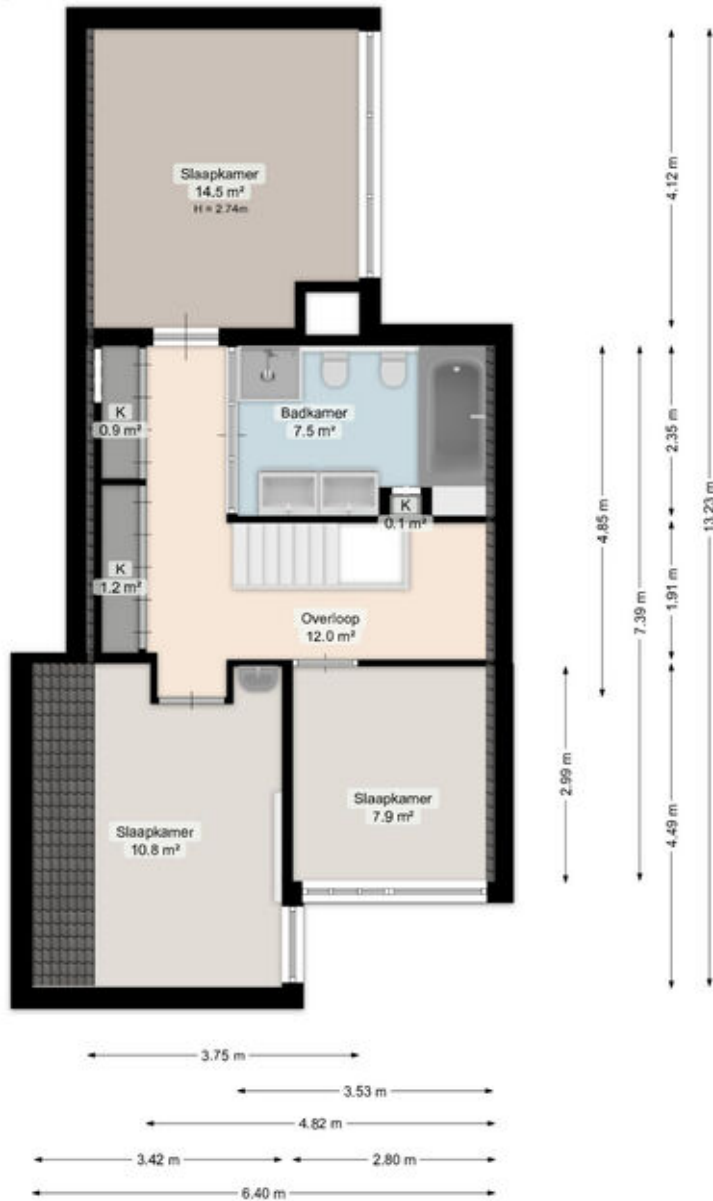 Slaapkamer
14.5 m²
H = 2.74m
4.12 m
K
0.9 m²
Badkamer
7.5 m²
K
0.1 m²
2.35 m
13.23 m
4.85 m
7.39 m
K
1.2 m²
Overloop
12.0 m²
1.91 m
Slaapkamer
10.8 m²
Slaapkamer
7.9 m²
2.99 m
4.49 m
3.75 m
3.53 m
4.82 m
3.42 m
2.80 m
6.40 m